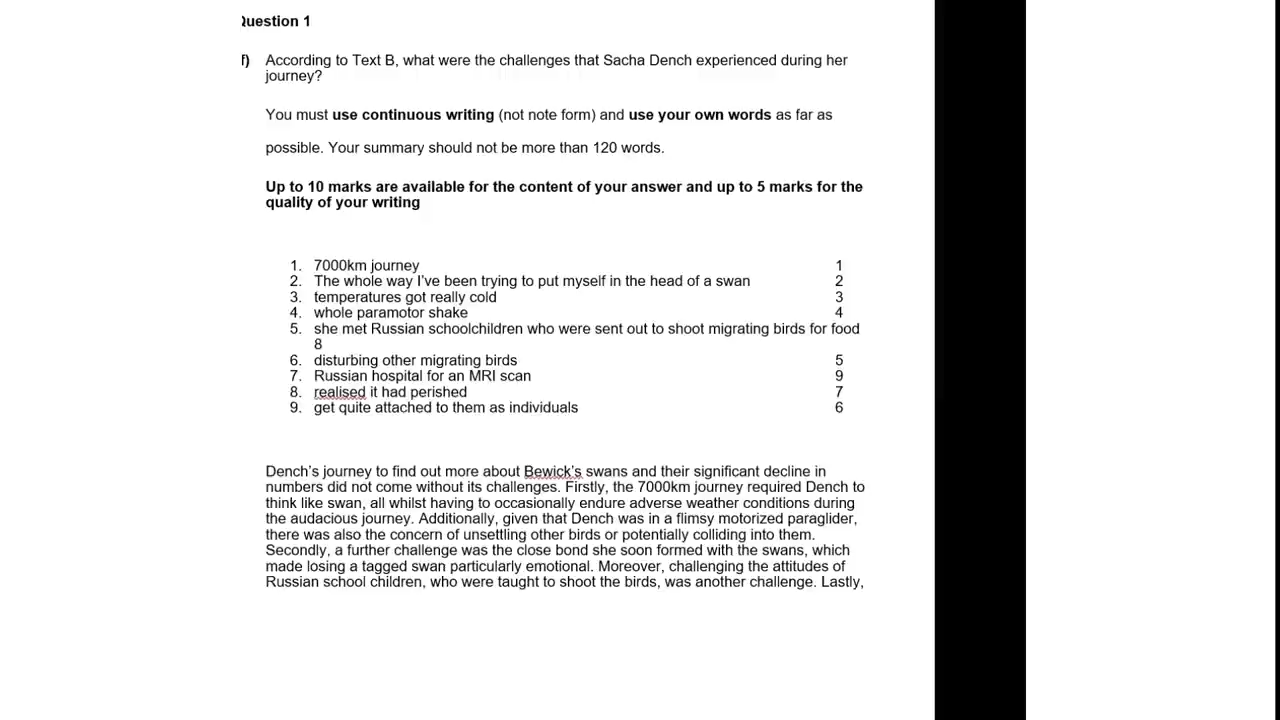 Question 1
f) According to Text B, what were the challenges that Sacha Dench experienced during her
journey?
You must use continuous writing (not note form) and use your own words as far as
possible. Your summary should not be more than 120 words.
Up to 10 marks are available for the content of your answer and up to 5 marks for the
quality of your writing
1. 7000km journey 1
2. The whole way I've been trying to put myself in the head of a swan 2
3. temperatures got really cold 3
4. whole paramotor shake 4
5. she met Russian schoolchildren who were sent out to shoot migrating birds for food
8
6. disturbing other migrating birds 5
7. Russian hospital for an MRI scan 9
8. realised it had perished 7
9. get quite attached to them as individuals 6
Dench's journey to find out more about Bewick's swans and their significant decline in
numbers did not come without its challenges. Firstly, the 7000km journey required Dench to
think like swan, all whilst having to occasionally endure adverse weather conditions during
the audacious journey. Additionally, given that Dench was in a flimsy motorized paraglider,
there was also the concern of unsettling other birds or potentially colliding into them.
Secondly, a further challenge was the close bond she soon formed with the swans, which
made losing a tagged swan particularly emotional. Moreover, challenging the attitudes of
Russian school children, who were taught to shoot the birds, was another challenge. Lastly,